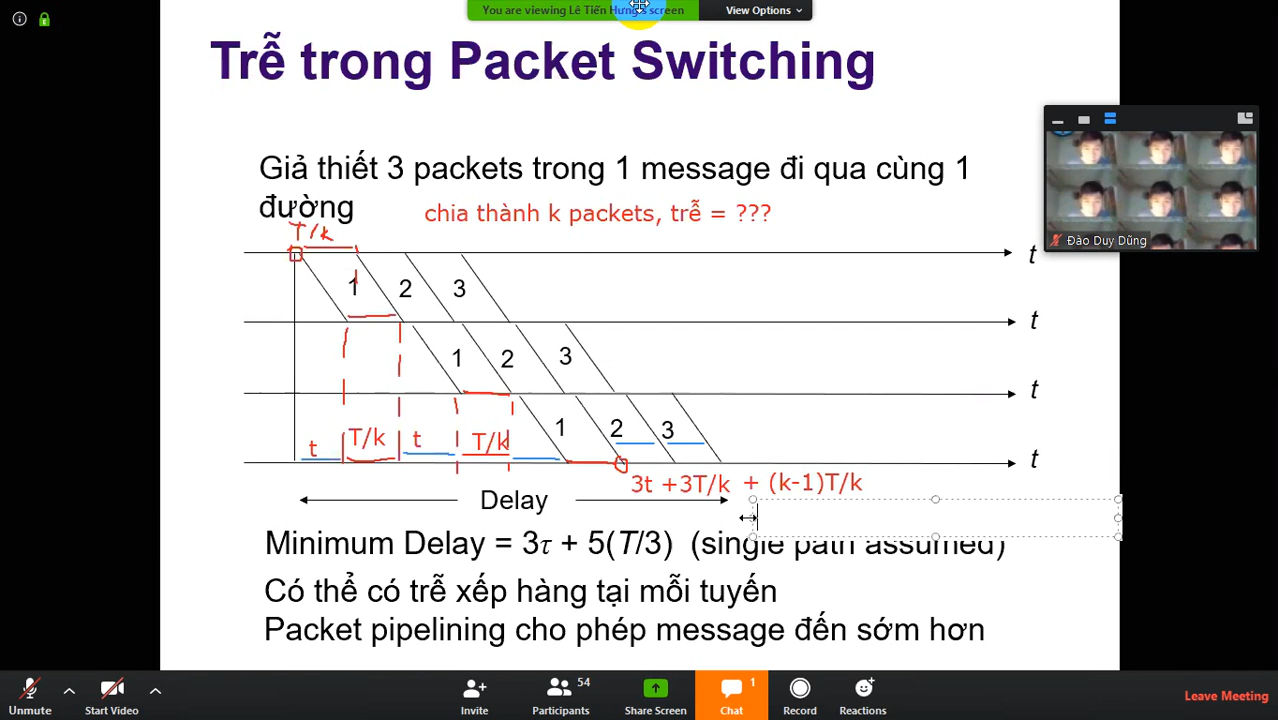 You are viewing Lê Tiến Hưng's screen
View Options
Trễ trong Packet Switching
Giả thiết 3 packets trong 1 message đi qua cùng 1
đường
chia thành k packets, trễ = ???
T/k
t
1 2 3
t
1 2 3
t
1 2 3
t T/k t T/k
t
3t +3T/k + (k-1)T/k
Delay
Minimum Delay = 3τ + 5(T/3) (single path assumed)
Có thể có trễ xếp hàng tại mỗi tuyến
Packet pipelining cho phép message đến sớm hơn
Đào Duy Dũng
Unmute
Start Video
Invite
54
Participants
Share Screen
1
Chat
Record
Reactions
Leave Meeting